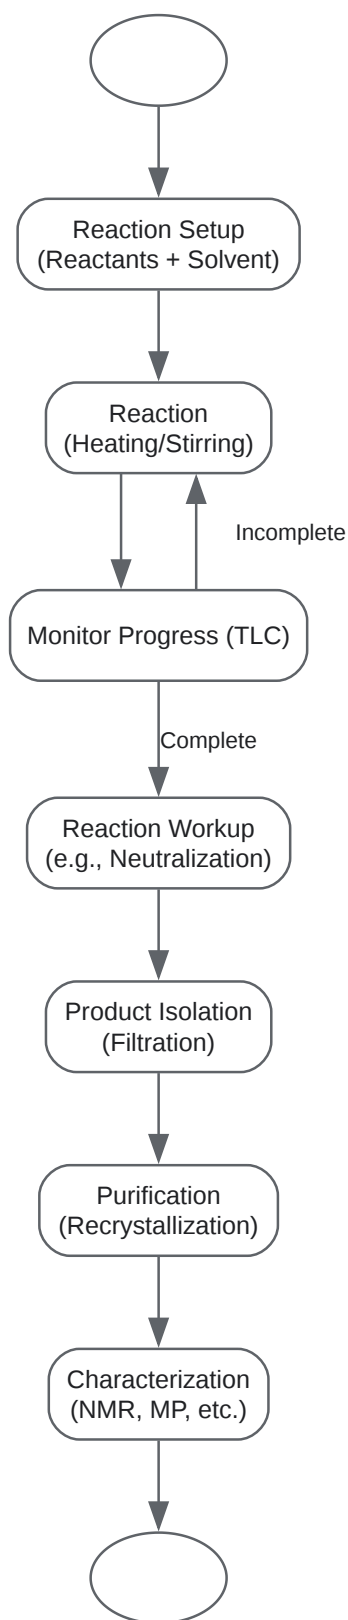 Reaction Setup
(Reactants + Solvent)
Reaction
(Heating/Stirring)
Incomplete
Monitor Progress (TLC)
Complete
Reaction Workup
(e.g., Neutralization)
Product Isolation
(Filtration)
Purification
(Recrystallization)
Characterization
(NMR, MP, etc.)